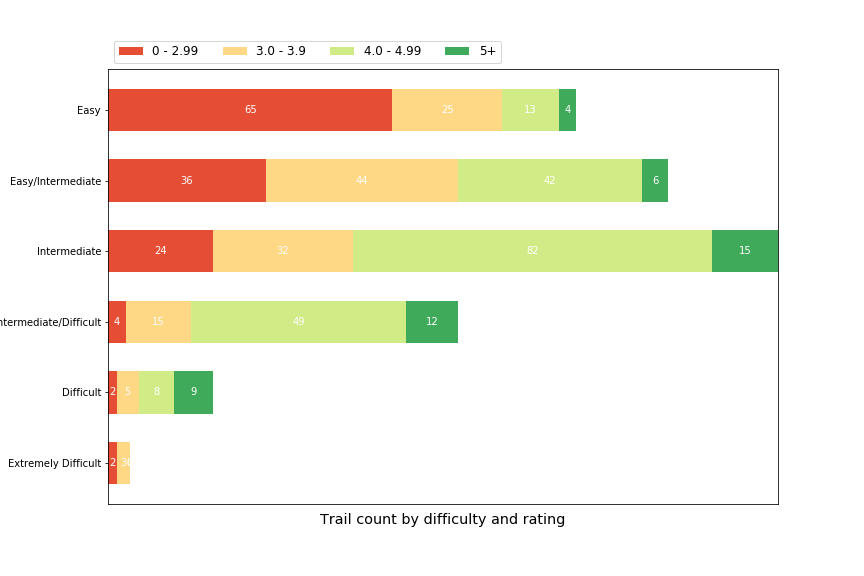 0 - 2.99 3.0 - 3.9 4.0 - 4.99 5+
Easy 65 25 13 4
Easy/Intermediate 36 44 42 6
Intermediate 24 32 82 15
ntermediate/Difficult 4 15 49 12
Difficult 2 5 8 9
Extremely Difficult 2 3
Trail count by difficulty and rating